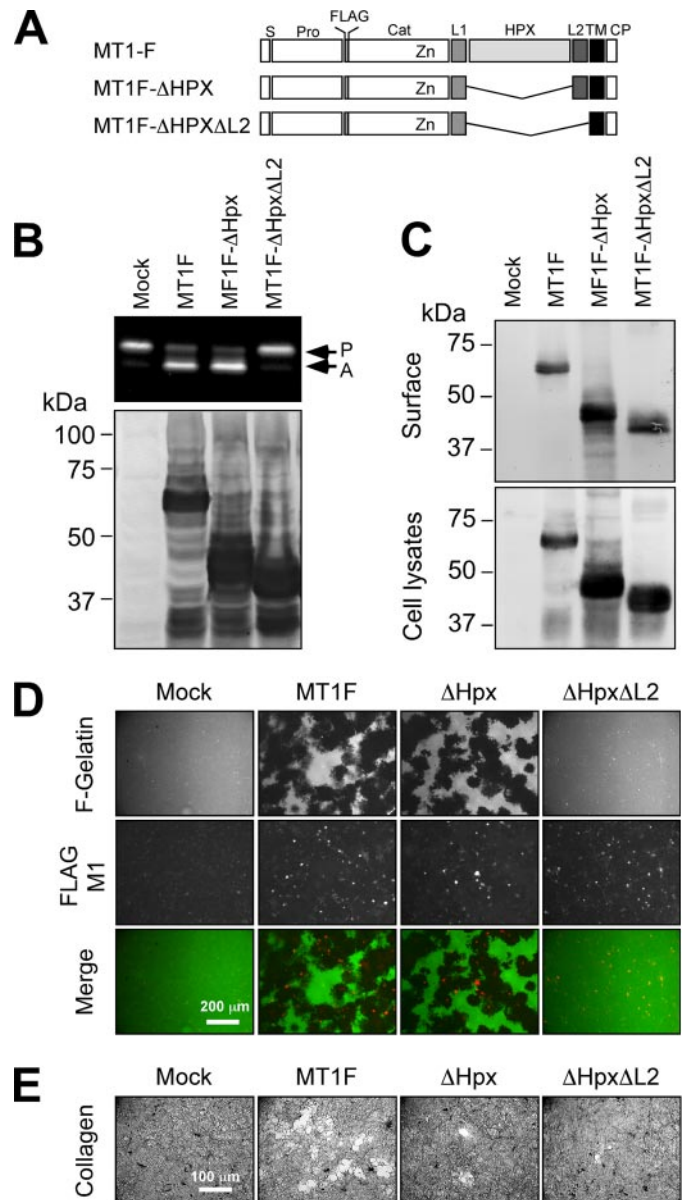 A
FLAG
S Pro Cat L1 HPX L2 TM CP
MT1-F Zn
MT1F-ΔHPX Zn
MT1F-ΔHPXΔL2 Zn
B
Mock MT1F MF1F-ΔHpx MT1F-ΔHpxΔL2
P
A
kDa
100
75
50
37
C
Mock MT1F MF1F-ΔHpx MT1F-ΔHpxΔL2
kDa
Surface
75
50
37
Cell lysates
75
50
37
D
Mock MT1F ΔHpx ΔHpxΔL2
F-Gelatin
FLAG
M1
Merge
200 μm
E
Mock MT1F ΔHpx ΔHpxΔL2
Collagen
100 μm